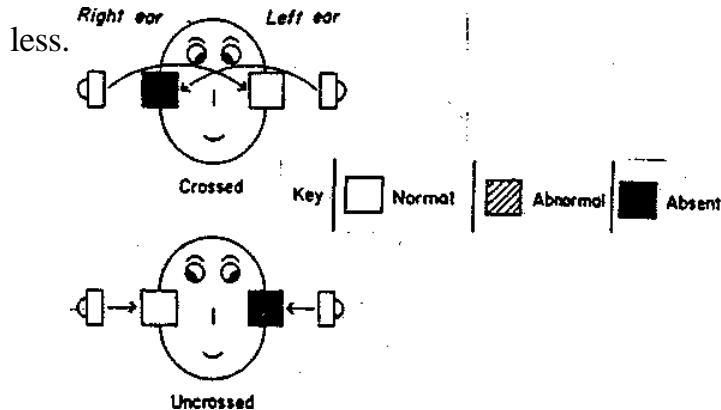 Right ear Left ear
less.
Crossed
Key Normal Abnormal Absent
Uncrossed